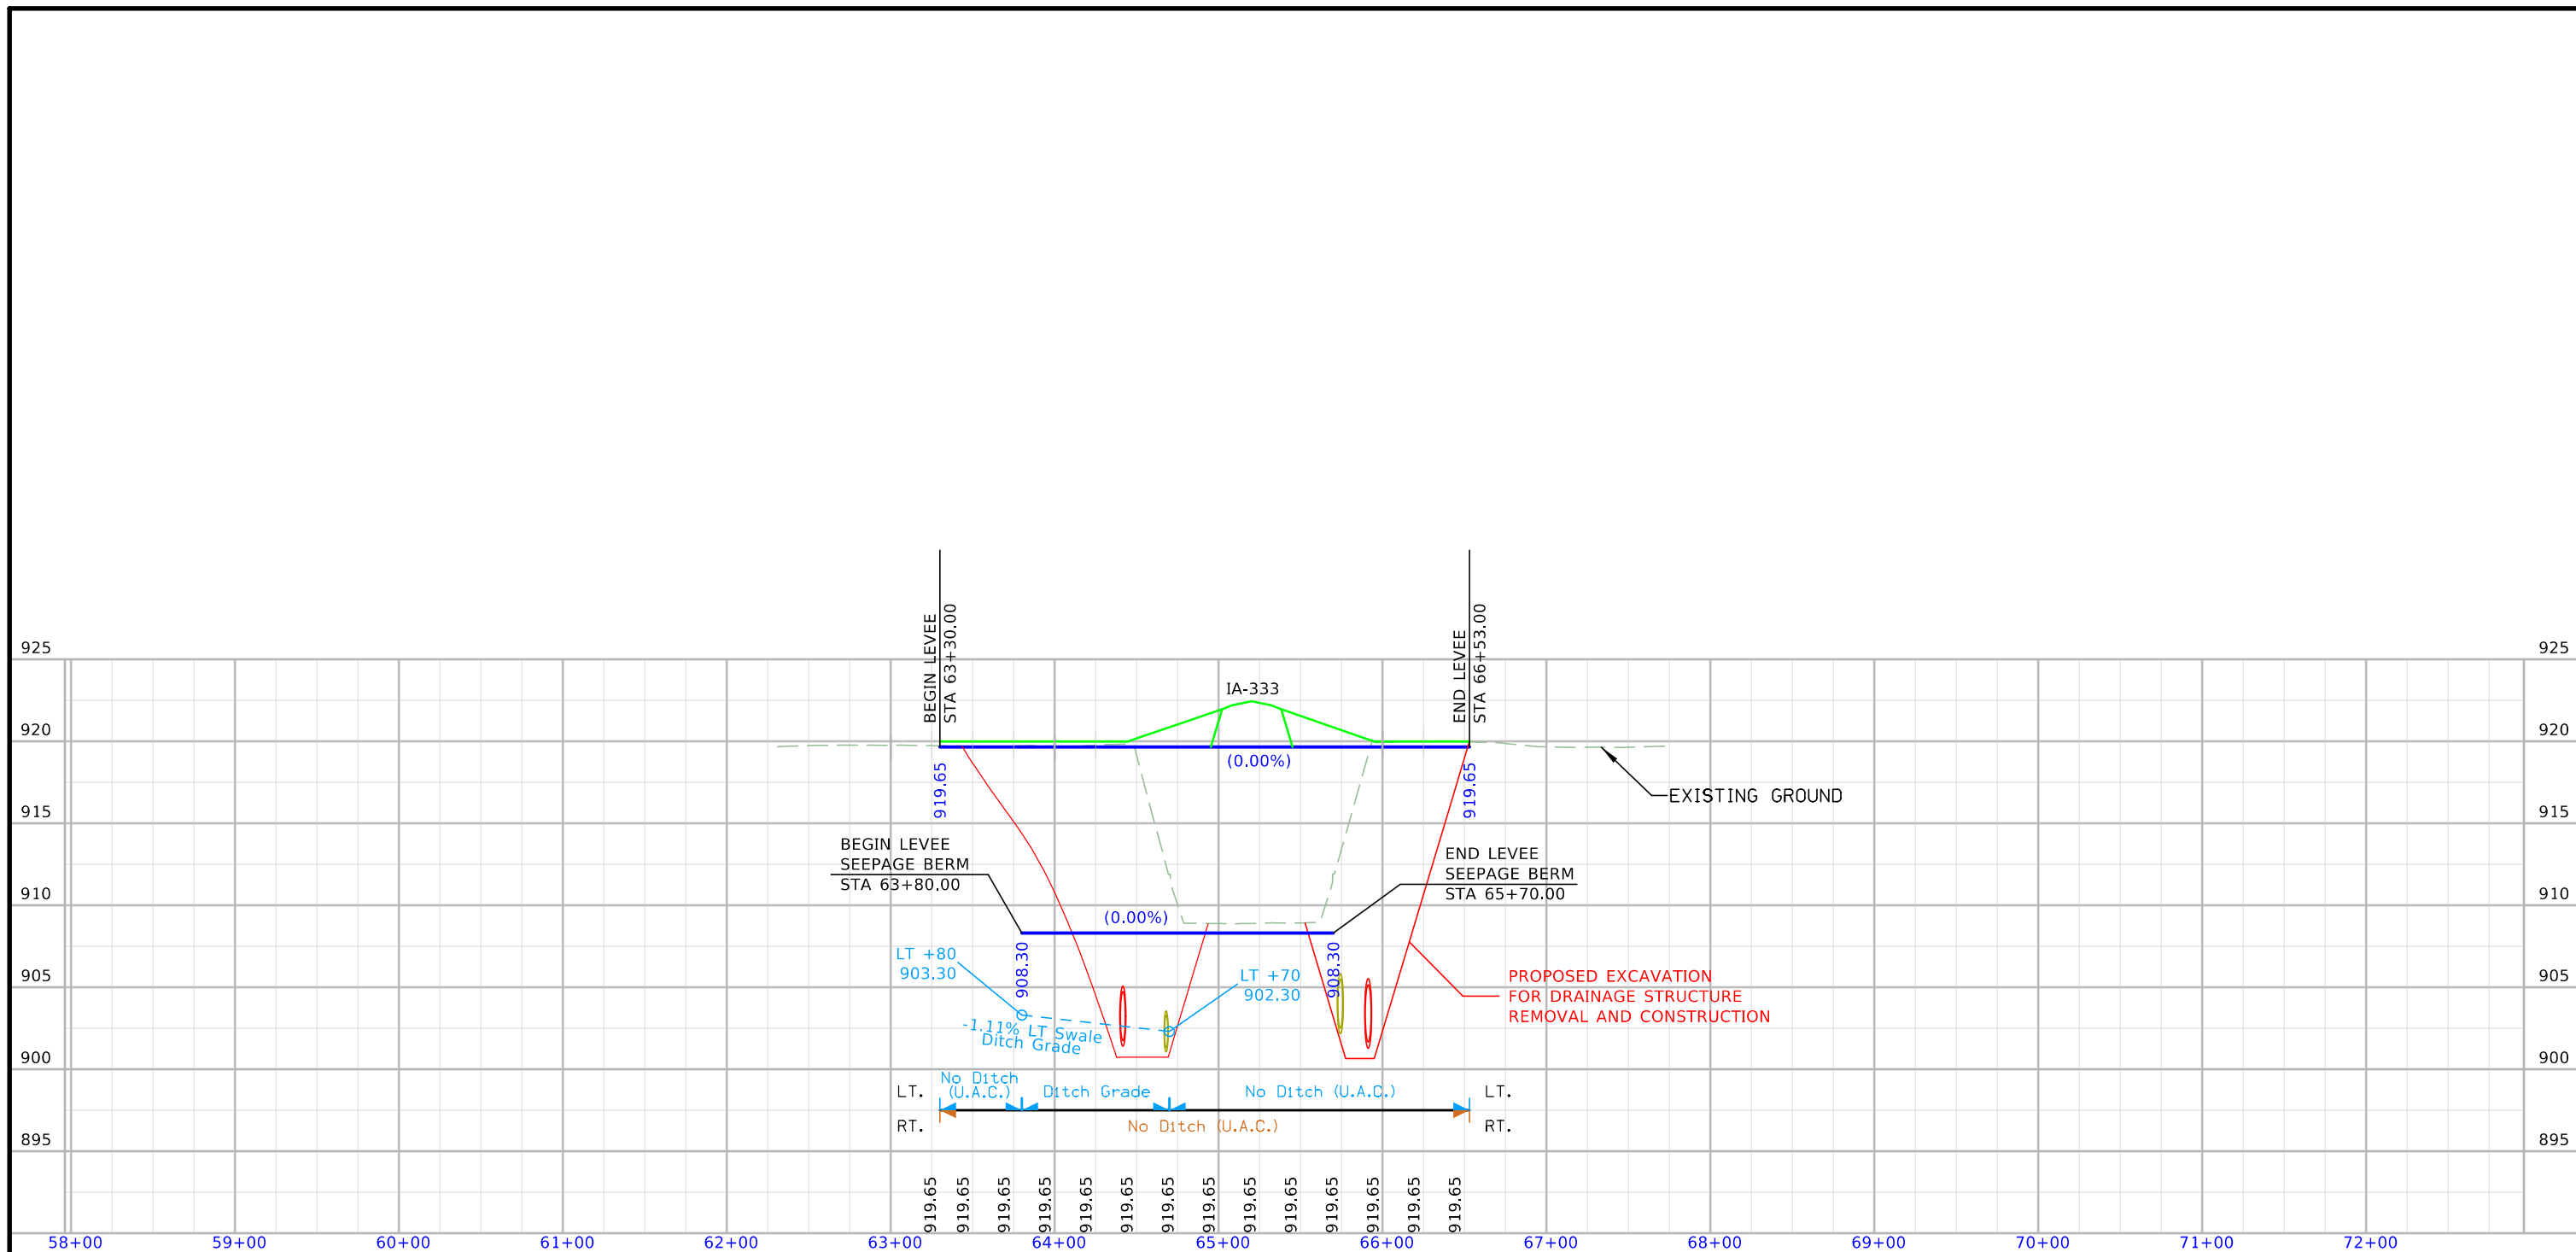 BEGIN LEVEE
STA 63+30.00
END LEVEE
STA 66+53.00
925
925
IA-333
920
920
(0.00%)
919.65
919.65
EXISTING GROUND
915
915
BEGIN LEVEE
SEEPAGE BERM
STA 63+80.00
END LEVEE
SEEPAGE BERM
STA 65+70.00
910
910
(0.00%)
LT +80
903.30
908.30
LT +70
902.30
908.30
905
905
PROPOSED EXCAVATION
FOR DRAINAGE STRUCTURE
REMOVAL AND CONSTRUCTION
-1.11% LT Swale
Ditch Grade
900
900
LT.
No Ditch
(U.A.C.)
Ditch Grade
No Ditch (U.A.C.)
LT.
RT.
No Ditch (U.A.C.)
RT.
895
895
919.65
919.65
919.65
919.65
919.65
919.65
919.65
919.65
919.65
919.65
919.65
919.65
919.65
919.65
58+00
59+00
60+00
61+00
62+00
63+00
64+00
65+00
66+00
67+00
68+00
69+00
70+00
71+00
72+00